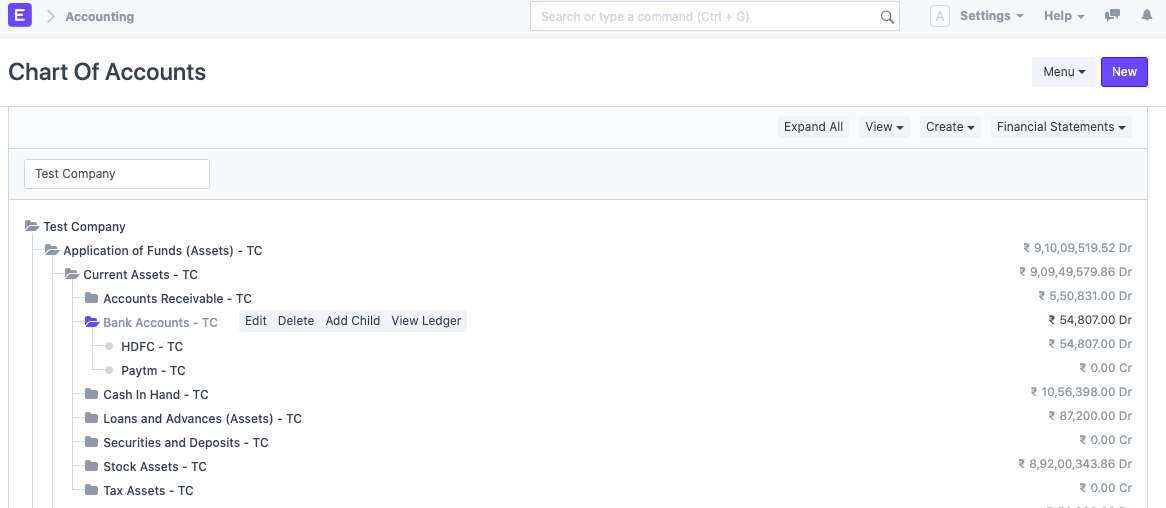 E Accounting Search or type a command (Ctrl + G) A Settings Help
Chart Of Accounts Menu New
Expand All View Create Financial Statements
Test Company
Test Company
Application of Funds (Assets) - TC ₹ 9,10,09,519.52 Dr
Current Assets - TC ₹ 9,09,49,579.86 Dr
Accounts Receivable - TC ₹ 5,50,831.00 Dr
Bank Accounts - TC Edit Delete Add Child View Ledger ₹ 54,807.00 Dr
HDFC - TC ₹ 54,807.00 Dr
Paytm - TC ₹ 0.00 Cr
Cash In Hand - TC ₹ 10,56,398.00 Dr
Loans and Advances (Assets) - TC ₹ 87,200.00 Dr
Securities and Deposits - TC ₹ 0.00 Cr
Stock Assets - TC ₹ 8,92,00,343.86 Dr
Tax Assets - TC ₹ 0.00 Cr